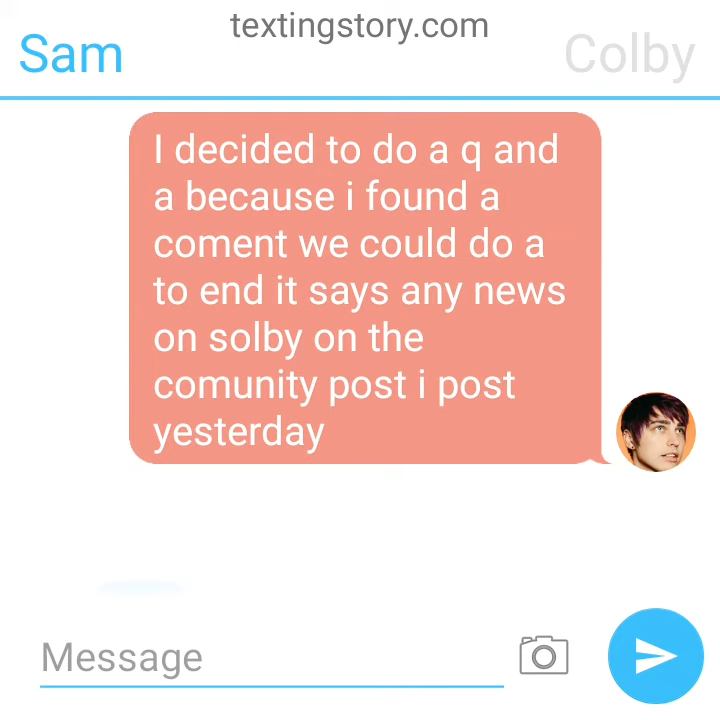 textingstory.com
Sam
Colby
I decided to do a q and
a because i found a
coment we could do a
to end it says any news
on solby on the
comunity post i post
yesterday
Message